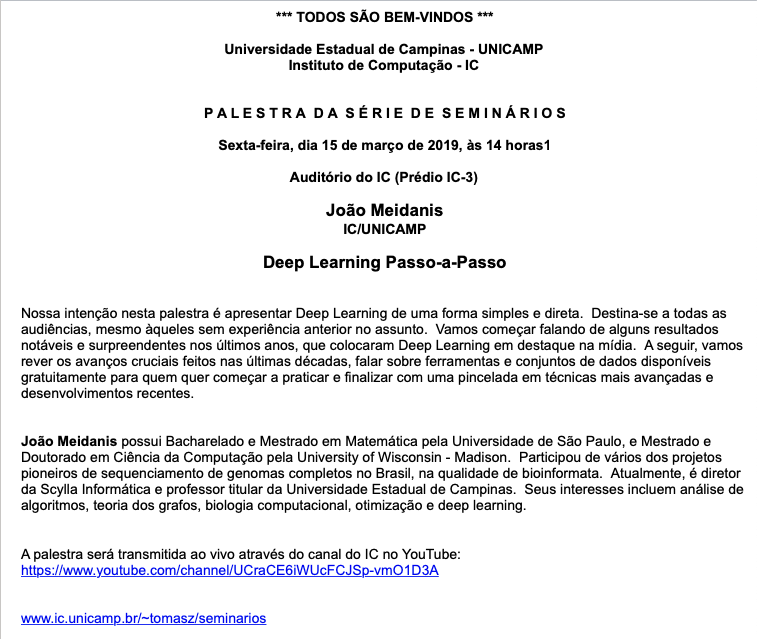 *** TODOS SÃO BEM-VINDOS ***
Universidade Estadual de Campinas - UNICAMP
Instituto de Computação - IC
P A L E S T R A  D A  S É R I E  D E  S E M I N Á R I O S
Sexta-feira, dia 15 de março de 2019, às 14 horas1
Auditório do IC (Prédio IC-3)
João Meidanis
IC/UNICAMP
Deep Learning Passo-a-Passo
Nossa intenção nesta palestra é apresentar Deep Learning de uma forma simples e direta.  Destina-se a todas as
audiências, mesmo àqueles sem experiência anterior no assunto.  Vamos começar falando de alguns resultados
notáveis e surpreendentes nos últimos anos, que colocaram Deep Learning em destaque na mídia.  A seguir, vamos
rever os avanços cruciais feitos nas últimas décadas, falar sobre ferramentas e conjuntos de dados disponíveis
gratuitamente para quem quer começar a praticar e finalizar com uma pincelada em técnicas mais avançadas e
desenvolvimentos recentes.
João Meidanis possui Bacharelado e Mestrado em Matemática pela Universidade de São Paulo, e Mestrado e
Doutorado em Ciência da Computação pela University of Wisconsin - Madison.  Participou de vários dos projetos
pioneiros de sequenciamento de genomas completos no Brasil, na qualidade de bioinformata.  Atualmente, é diretor
da Scylla Informática e professor titular da Universidade Estadual de Campinas.  Seus interesses incluem análise de
algoritmos, teoria dos grafos, biologia computacional, otimização e deep learning.
A palestra será transmitida ao vivo através do canal do IC no YouTube:
https://www.youtube.com/channel/UCraCE6iWUcFCJSp-vmO1D3A
www.ic.unicamp.br/~tomasz/seminarios